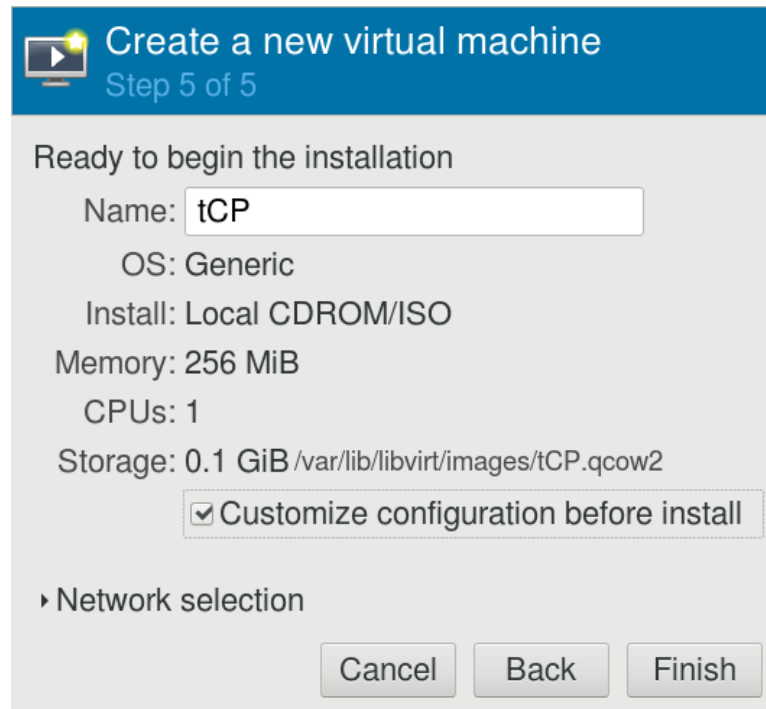 Create a new virtual machine
Step 5 of 5
Ready to begin the installation
Name: tCP
OS: Generic
Install: Local CDROM/ISO
Memory: 256 MiB
CPUs: 1
Storage: 0.1 GiB /var/lib/libvirt/images/tCP.qcow2
Customize configuration before install
Network selection
Cancel Back Finish